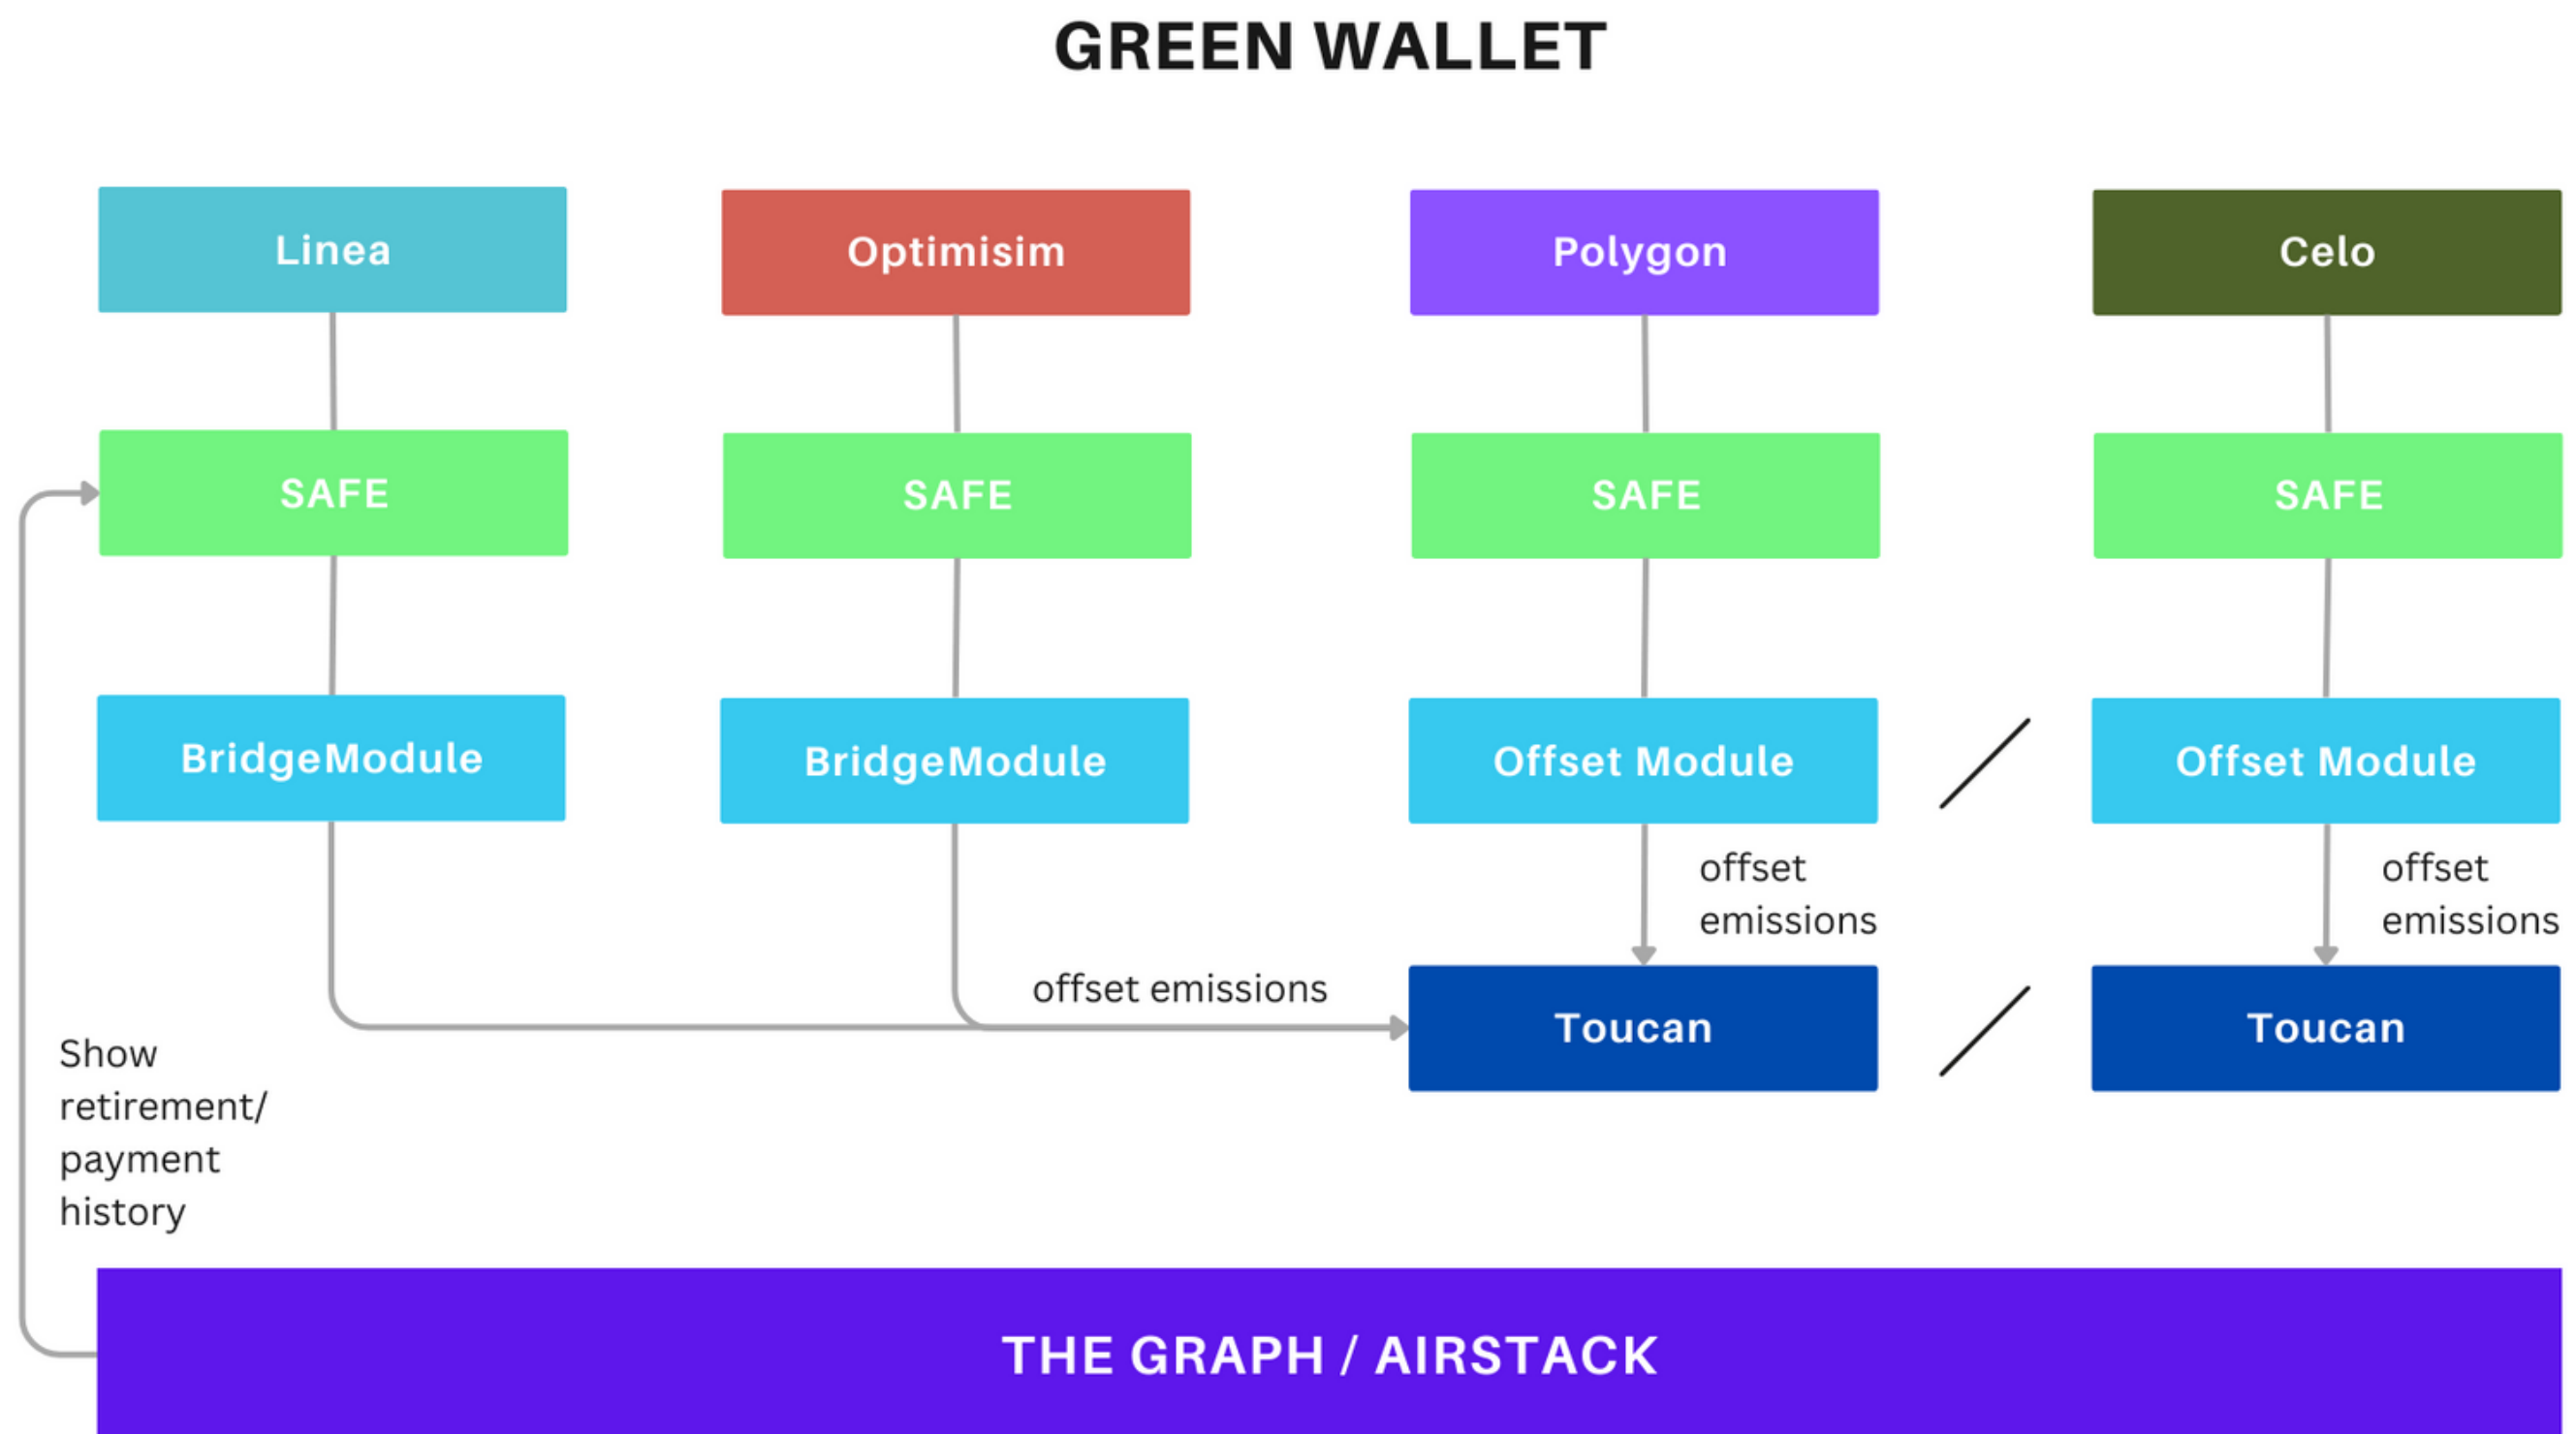 GREEN WALLET
Linea
Optimisim
Polygon
Celo
SAFE
SAFE
SAFE
SAFE
BridgeModule
BridgeModule
Offset Module
/
Offset Module
offset
emissions
offset
emissions
offset emissions
Toucan
/
Toucan
Show
retirement/
payment
history
THE GRAPH / AIRSTACK